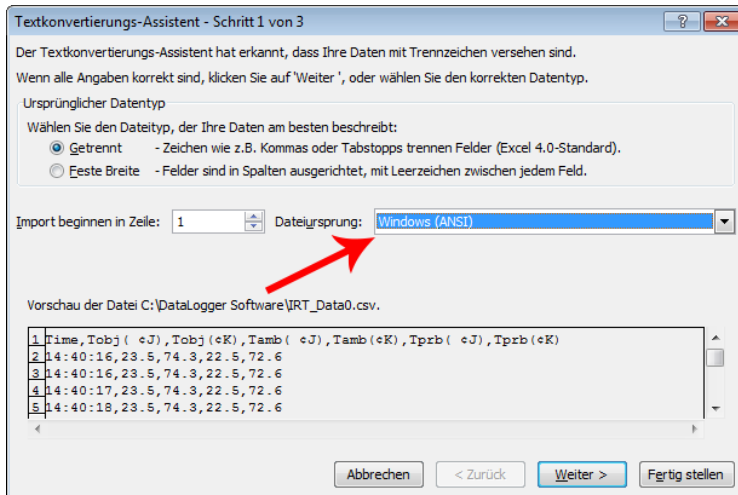 Textkonvertierungs-Assistent - Schritt 1 von 3
Der Textkonvertierungs-Assistent hat erkannt, dass Ihre Daten mit Trennzeichen versehen sind.
Wenn alle Angaben korrekt sind, klicken Sie auf 'Weiter ', oder wählen Sie den korrekten Datentyp.
Ursprünglicher Datentyp
Wählen Sie den Dateityp, der Ihre Daten am besten beschreibt:
Getrennt - Zeichen wie z.B. Kommas oder Tabstopps trennen Felder (Excel 4.0-Standard).
Feste Breite - Felder sind in Spalten ausgerichtet, mit Leerzeichen zwischen jedem Feld.
Import beginnen in Zeile: 1 Dateiursprung: Windows (ANSI)
Vorschau der Datei C:\DataLogger Software\IRT_Data0.csv.
1 Time,Tobj( ¢J),Tobj(¢K),Tamb( ¢J),Tamb(¢K),Tprb( ¢J),Tprb(¢K)
2 14:40:16,23.5,74.3,22.5,72.6
3 14:40:16,23.5,74.3,22.5,72.6
4 14:40:17,23.5,74.3,22.5,72.6
5 14:40:18,23.5,74.3,22.5,72.6
Abbrechen < Zurück Weiter > Fertig stellen